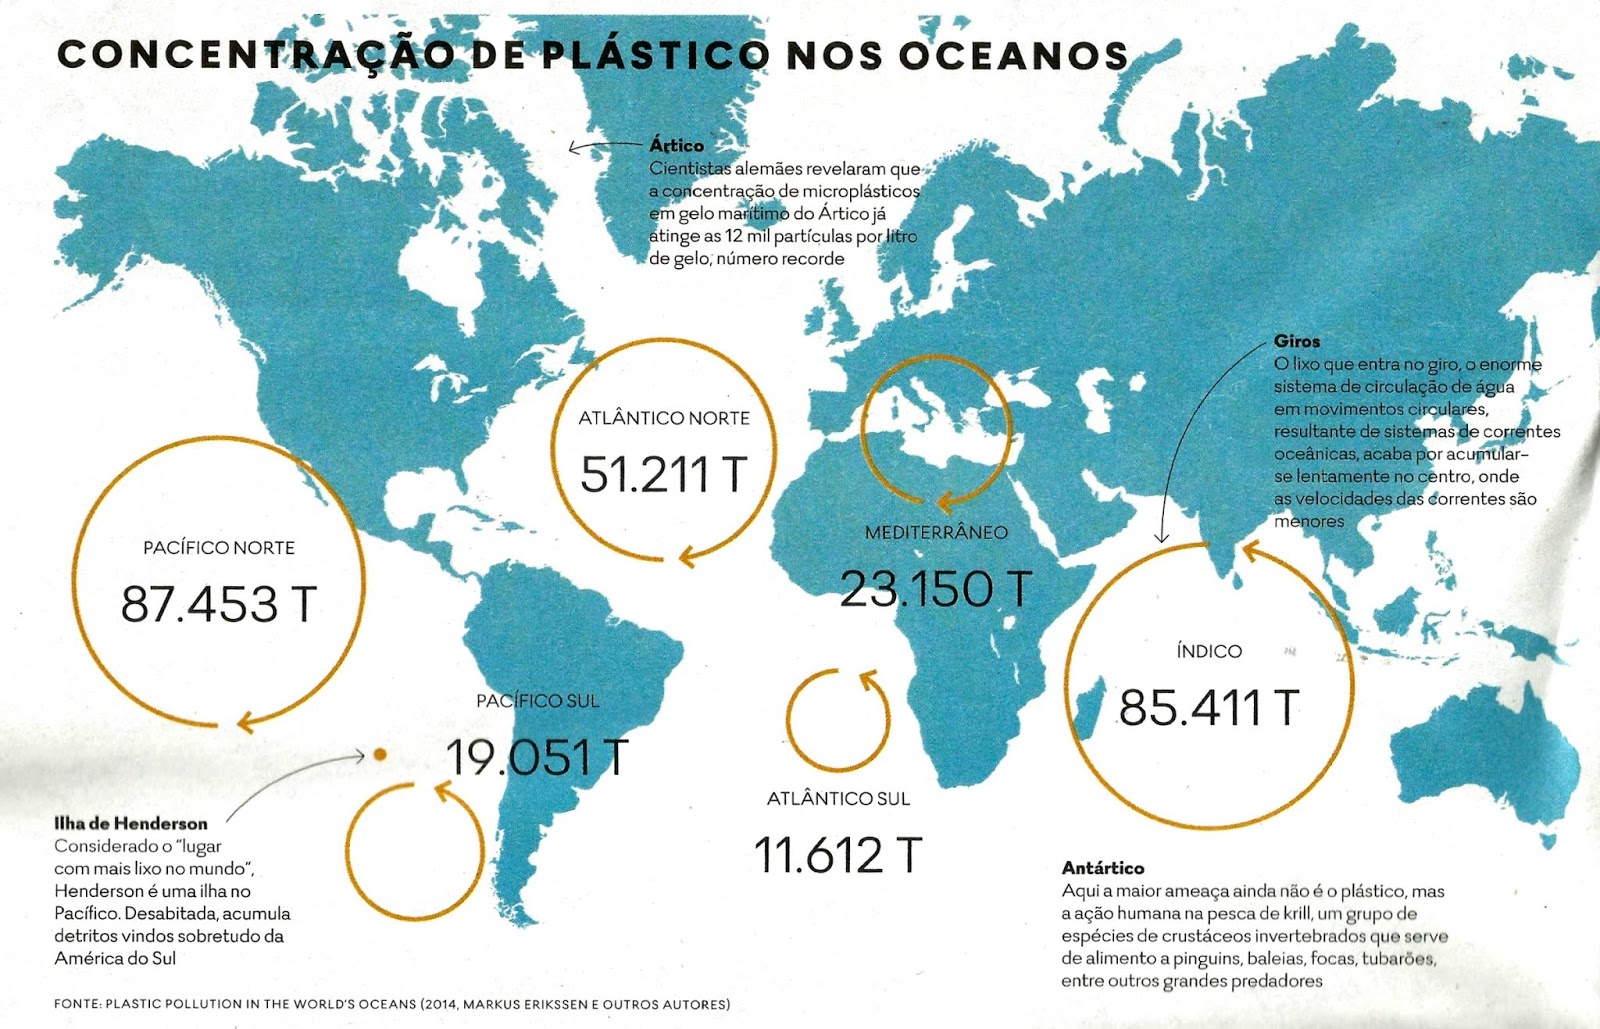 CONCENTRAÇÃO DE PLÁSTICO NOS OCEANOS
Ártico
Cientistas alemães revelaram que
a concentração de microplásticos
em gelo marítimo do Ártico já
atinge as 12 mil partículas por litro
de gelo, número recorde
Giros
O lixo que entra no giro, o enorme
sistema de circulação de água
em movimentos circulares,
resultante de sistemas de correntes
oceânicas, acaba por acumular-
se lentamente no centro, onde
as velocidades das correntes são
menores
ATLÂNTICO NORTE
51.211 T
MEDITERRÂNEO
23.150 T
PACÍFICO NORTE
87.453 T
ÍNDICO
85.411 T
PACÍFICO SUL
19.051 T
ATLÂNTICO SUL
11.612 T
Ilha de Henderson
Considerado o "lugar
com mais lixo no mundo",
Henderson é uma ilha no
Pacífico. Desabitada, acumula
detritos vindos sobretudo da
América do Sul
Antártico
Aqui a maior ameaça ainda não é o plástico, mas
a ação humana na pesca de krill, um grupo de
espécies de crustáceos invertebrados que serve
de alimento a pinguins, baleias, focas, tubarões,
entre outros grandes predadores
FONTE: PLASTIC POLLUTION IN THE WORLD'S OCEANS (2014, MARKUS ERIKSSEN E OUTROS AUTORES)